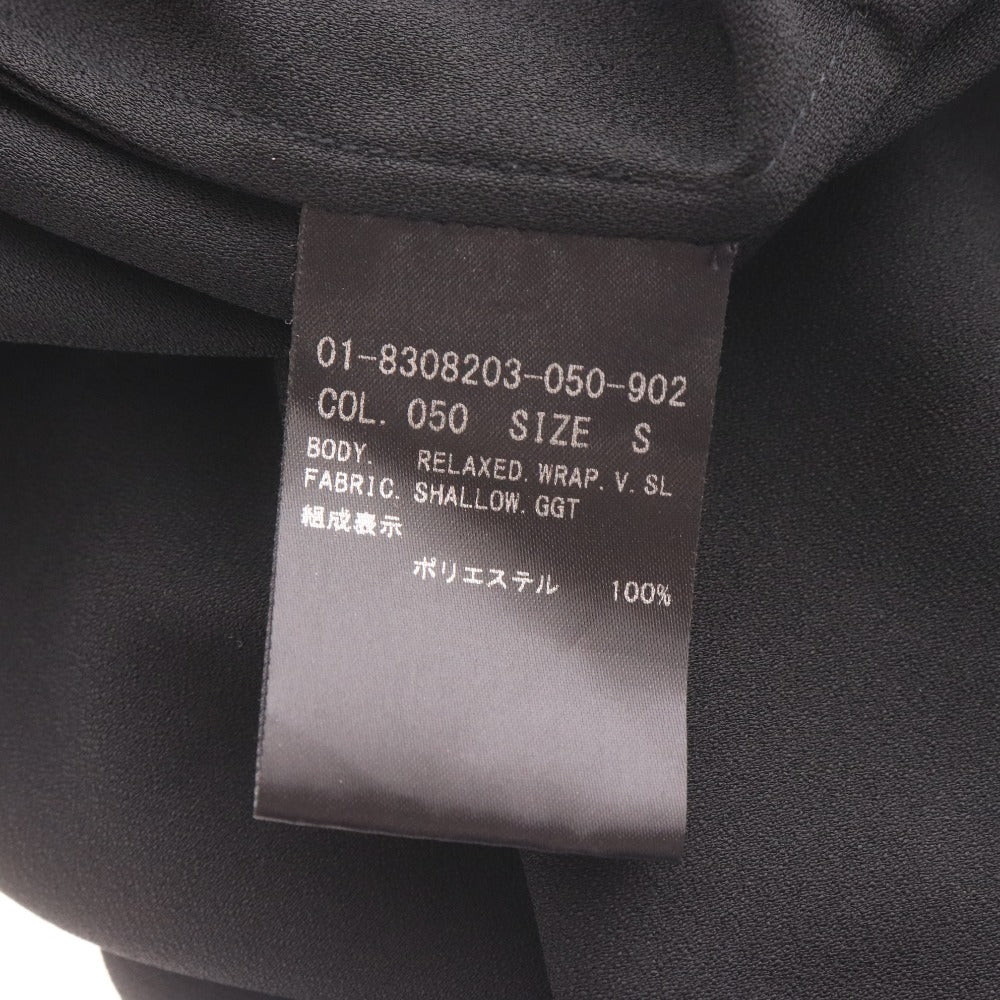 01-8308203-050-902
COL. 050 SIZE S
BODY. RELAXED.WRAP.V.SL
FABRIC. SHALLOW.GGT
組成表示
ポリエステル 100%